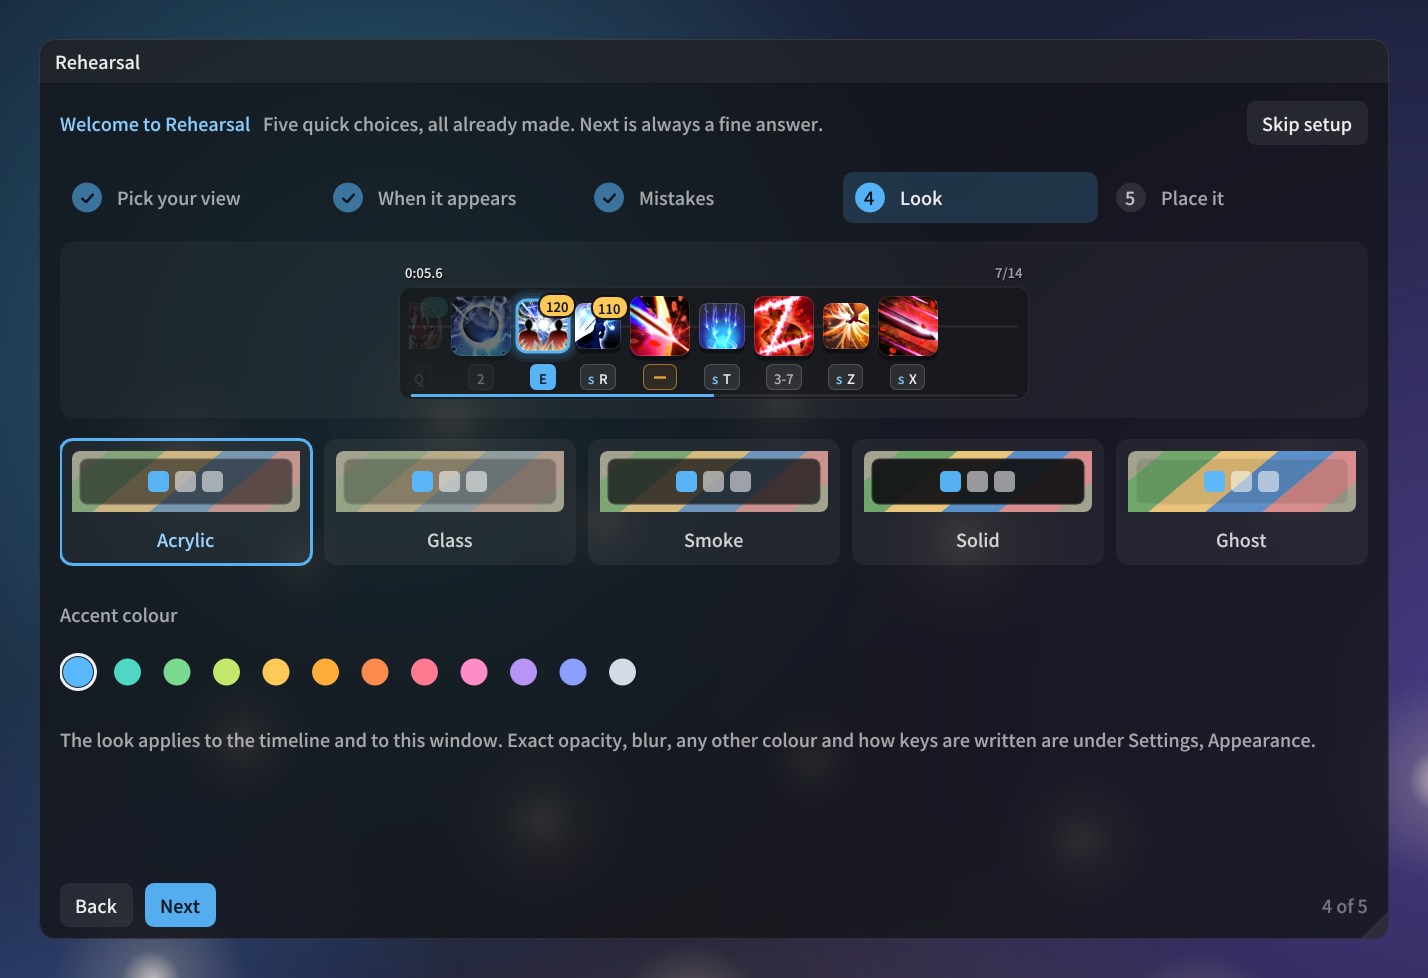 Rehearsal
Welcome to Rehearsal Five quick choices, all already made. Next is always a fine answer.
Skip setup
Pick your view
When it appears
Mistakes
4 Look
5 Place it
0:05.6
7/14
120
110
Q
2
E
s R
s T
3-7
s Z
s X
Acrylic
Glass
Smoke
Solid
Ghost
Accent colour
The look applies to the timeline and to this window. Exact opacity, blur, any other colour and how keys are written are under Settings, Appearance.
Back
Next
4 of 5